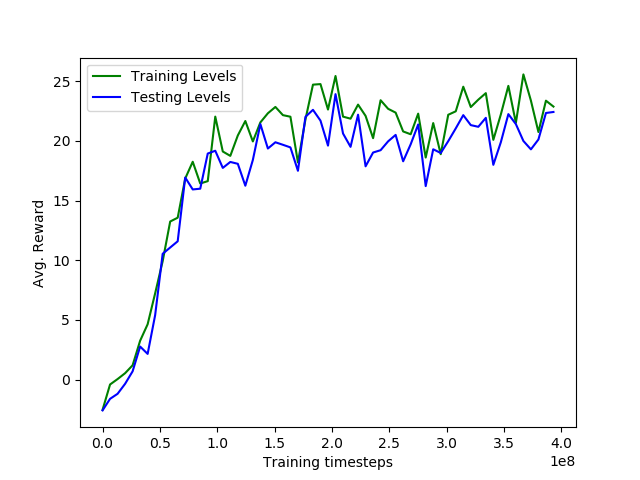 Training Levels
Testing Levels
Avg. Reward
25
20
15
10
5
0
0.0 0.5 1.0 1.5 2.0 2.5 3.0 3.5 4.0
1e8
Training timesteps